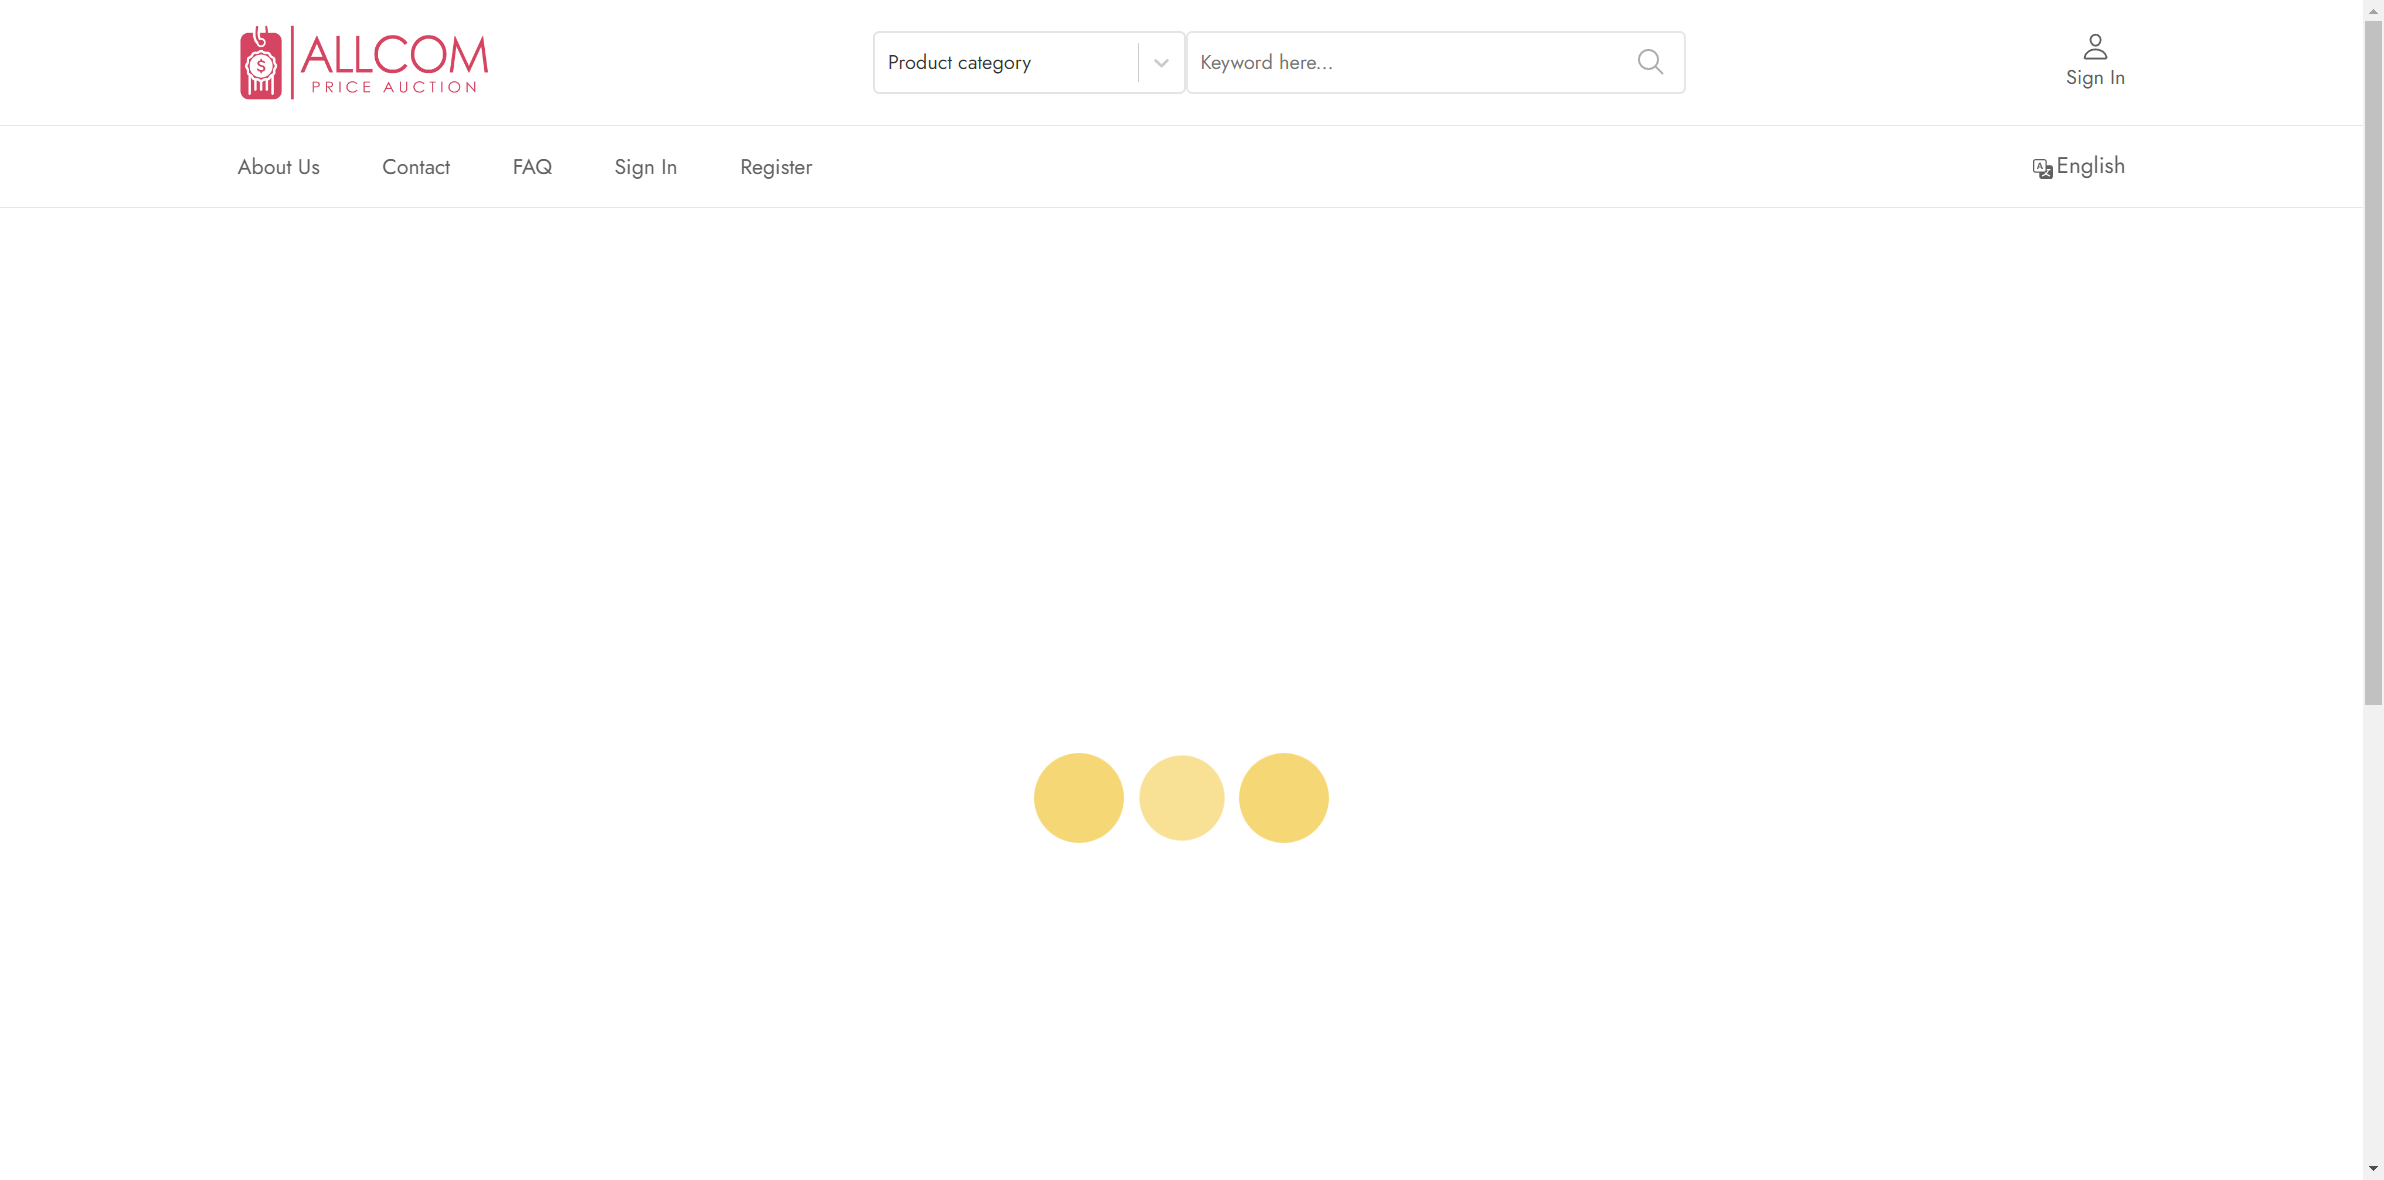 ALLCOM
PRICE AUCTION
Product category
Keyword here...
Sign In
About Us
Contact
FAQ
Sign In
Register
English